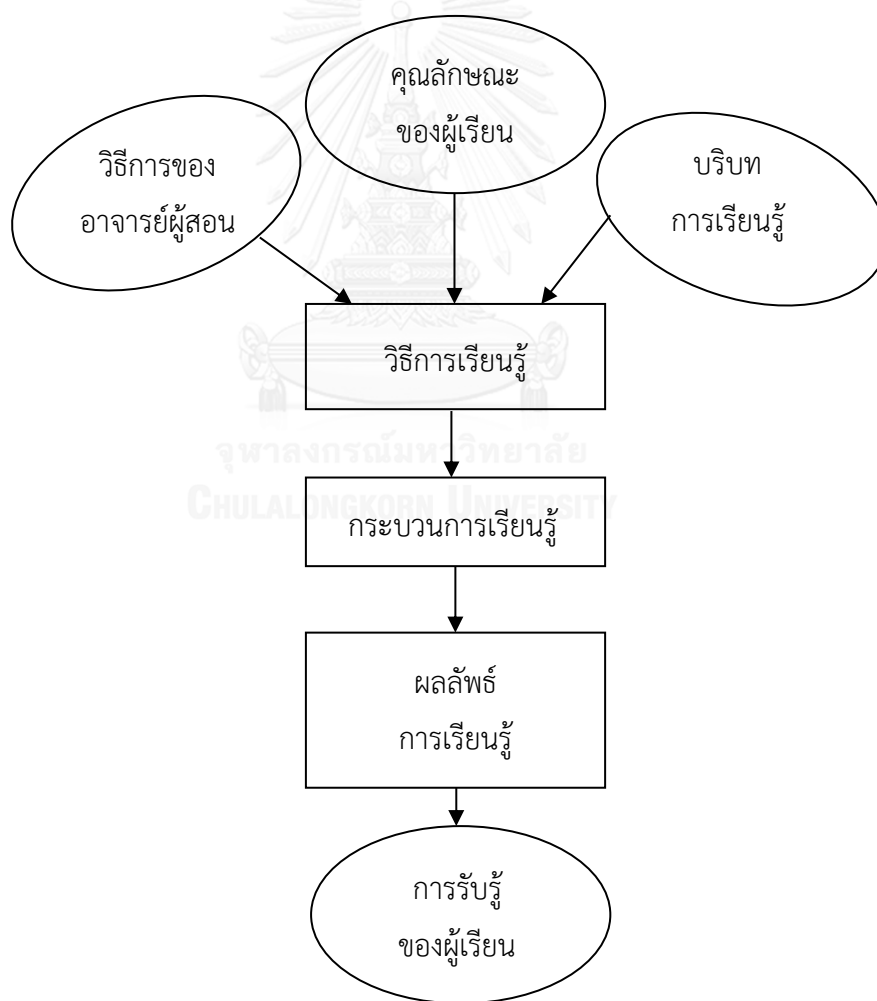 คุณลักษณะ
ของผู้เรียน
วิธีการของ
อาจารย์ผู้สอน
บริบท
การเรียนรู้
วิธีการเรียนรู้
จุฬาลงกรณ์มหาวิทยาลัย
CHULALONGKORN UNIVERSITY
กระบวนการเรียนรู้
ผลลัพธ์
การเรียนรู้
การรับรู้
ของผู้เรียน